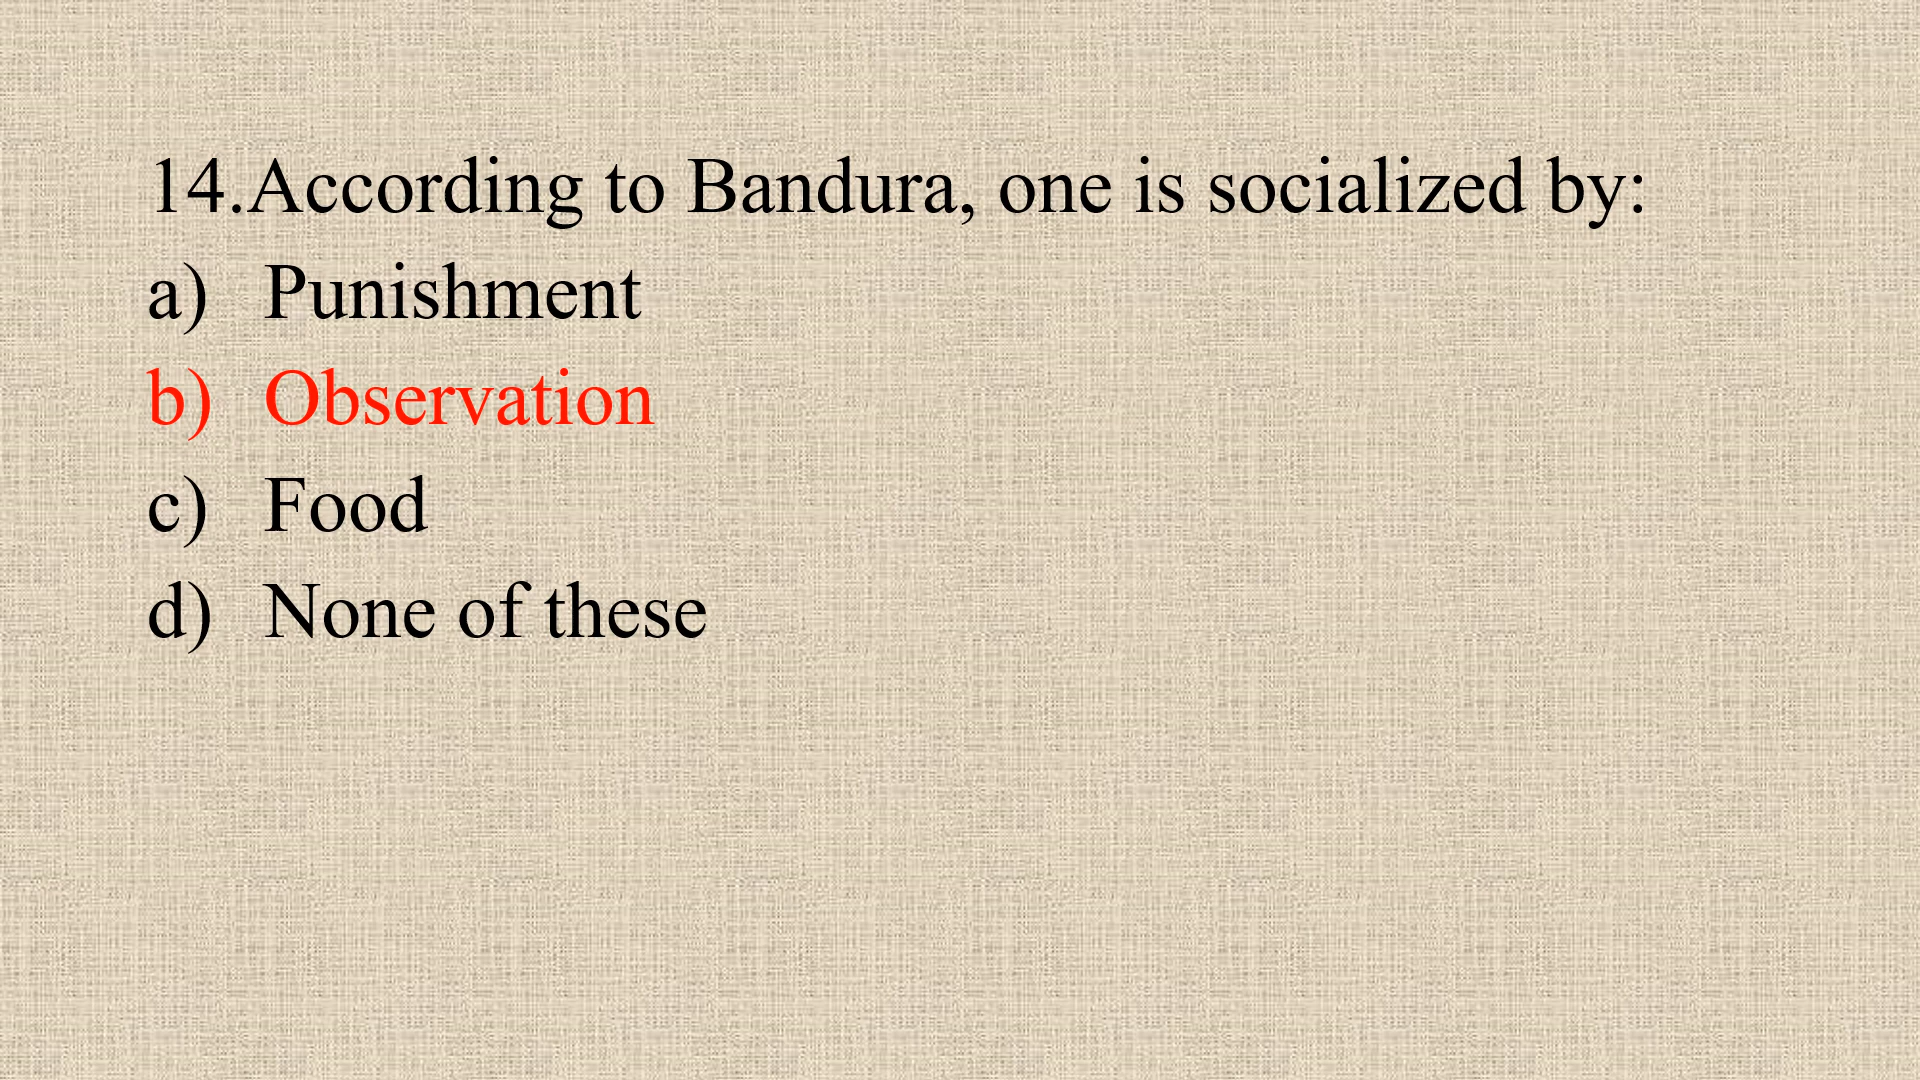 14.According to Bandura, one is socialized by:
a) Punishment
b) Observation
c) Food
d) None of these